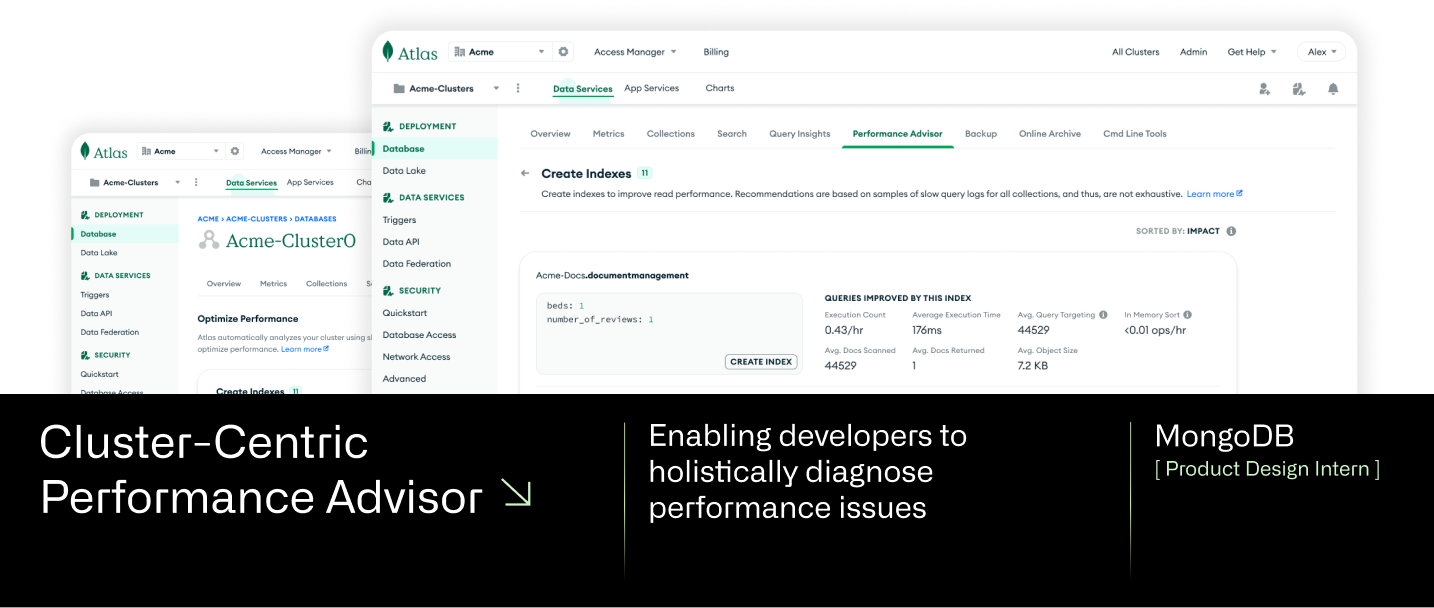 Atlas
Acme
Access Manager
Billing
All Clusters
Admin
Get Help
Alex
Acme-Clusters
Data Services
App Services
Charts
DEPLOYMENT
Database
Data Lake
DATA SERVICES
Triggers
Data API
Data Federation
SECURITY
Quickstart
Database Access
Network Access
Advanced
Overview
Metrics
Collections
Search
Query Insights
Performance Advisor
Backup
Online Archive
Cmd Line Tools
Create Indexes 11
Create indexes to improve read performance. Recommendations are based on samples of slow query logs for all collections, and thus, are not exhaustive. Learn more
SORTED BY: IMPACT
Acme-Docs.documentmanagement
beds: 1
number_of_reviews: 1
CREATE INDEX
QUERIES IMPROVED BY THIS INDEX
Execution Count
0.43/hr
Average Execution Time
176ms
Avg. Query Targeting
44529
In Memory Sort
<0.01 ops/hr
Avg. Docs Scanned
44529
Avg. Docs Returned
1
Avg. Object Size
7.2 KB
Atlas
Acme
Access Manager
Billin
Acme-Clusters
Data Services
App Services
Cha
DEPLOYMENT
Database
Data Lake
DATA SERVICES
Triggers
Data API
Data Federation
SECURITY
Quickstart
Database Access
ACME > ACME-CLUSTERS > DATABASES
Acme-Cluster0
Overview
Metrics
Collections
S
Optimize Performance
Atlas automatically analyzes your cluster using sl
optimize performance. Learn more
Create Indexes 11
Cluster-Centric
Performance Advisor
Enabling developers to
holistically diagnose
performance issues
MongoDB
[ Product Design Intern ]